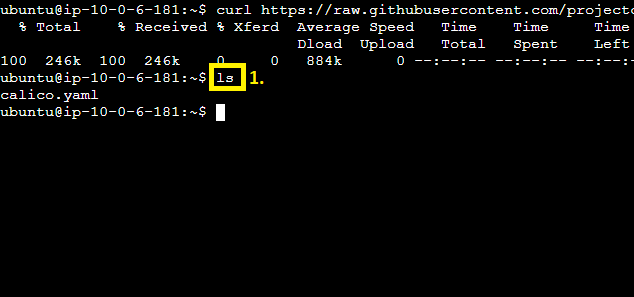 ubuntu@ip-10-0-6-181:~$ curl https://raw.githubusercontent.com/project
% Total % Received % Xferd Average Speed Time Time Time
Dload Upload Total Spent Left
100 246k 100 246k 0 0 884k 0 --:--:-- --:--:-- --:--:--
ubuntu@ip-10-0-6-181:~$ ls 1.
calico.yaml
ubuntu@ip-10-0-6-181:~$